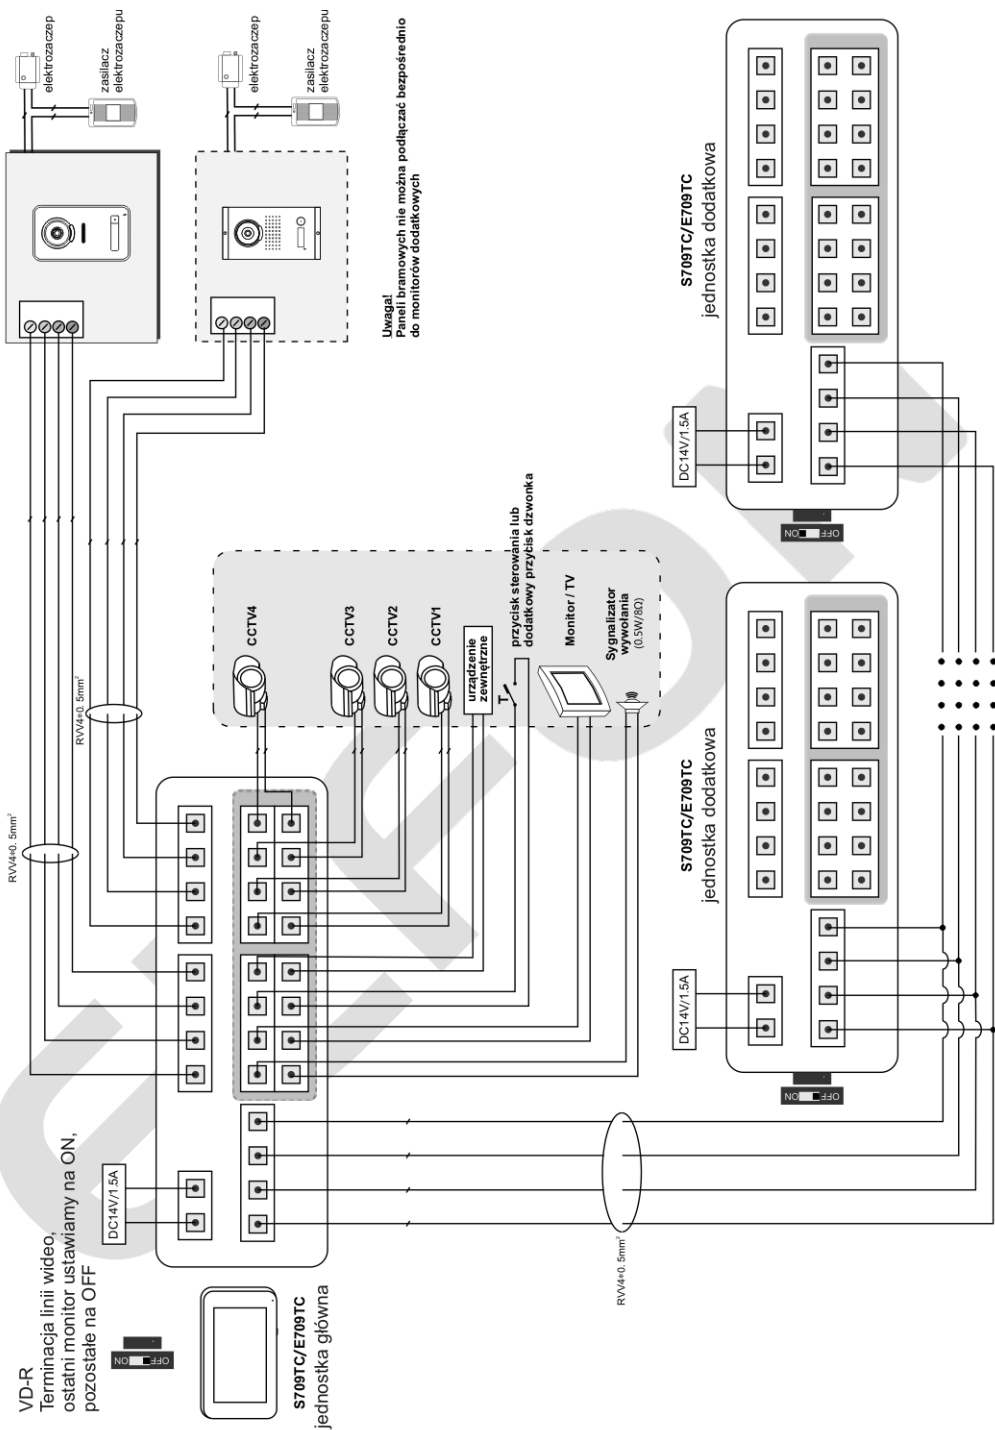 VD-R
Terminacja linii wideo,
ostatni monitor ustawiamy na ON,
pozostałe na OFF
ON
OFF
S709TC/E709TC
jednostka główna
DC14V/1.5A
RVV4*0. 5mm²
RVV4*0. 5mm²
elektrozaczep
zasilacz
elektrozaczepu
elektrozaczep
zasilacz
elektrozaczepu
Uwaga!
Paneli bramowych nie można podłączać bezpośrednio
do monitorów dodatkowych
CCTV4
CCTV3
CCTV2
CCTV1
urządzenie
zewnętrzne
T
przycisk sterowania lub
dodatkowy przycisk dzwonka
Monitor / TV
Sygnalizator
wywołania
(0.5W/8Ω)
RVV4*0. 5mm²
S709TC/E709TC
jednostka dodatkowa
DC14V/1.5A
ON
OFF
S709TC/E709TC
jednostka dodatkowa
DC14V/1.5A
ON
OFF
eltron